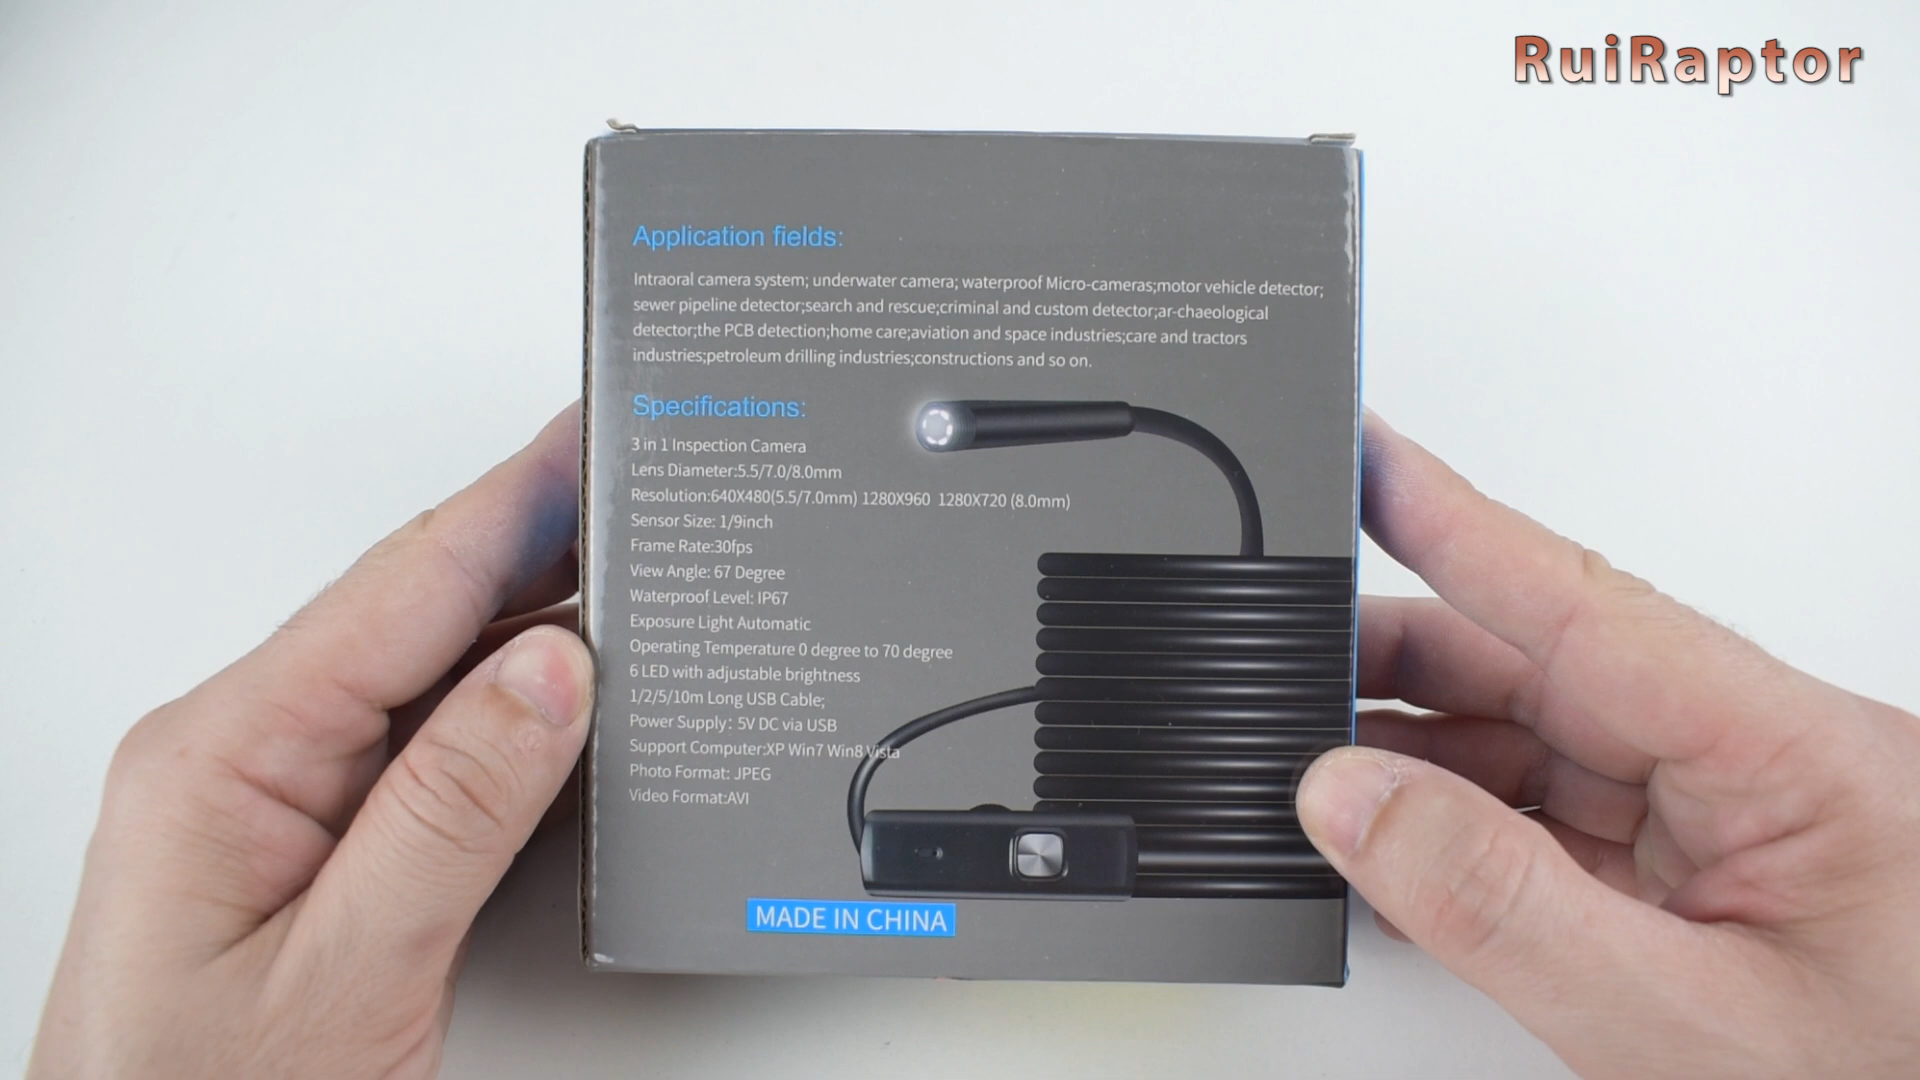 RuiRaptor
Application fields:
Intraoral camera system; underwater camera; waterproof Micro-cameras;motor vehicle detector;
sewer pipeline detector;search and rescue;criminal and custom detector;ar-chaeological
detector;the PCB detection;home care;aviation and space industries;care and tractors
industries;petroleum drilling industries;constructions and so on.
Specifications:
3 in 1 Inspection Camera
Lens Diameter:5.5/7.0/8.0mm
Resolution:640X480(5.5/7.0mm) 1280X960 1280X720 (8.0mm)
Sensor Size: 1/9inch
Frame Rate:30fps
View Angle: 67 Degree
Waterproof Level: IP67
Exposure Light Automatic
Operating Temperature 0 degree to 70 degree
6 LED with adjustable brightness
1/2/5/10m Long USB Cable;
Power Supply: 5V DC via USB
Support Computer:XP Win7 Win8 Vista
Photo Format: JPEG
Video Format:AVI
MADE IN CHINA